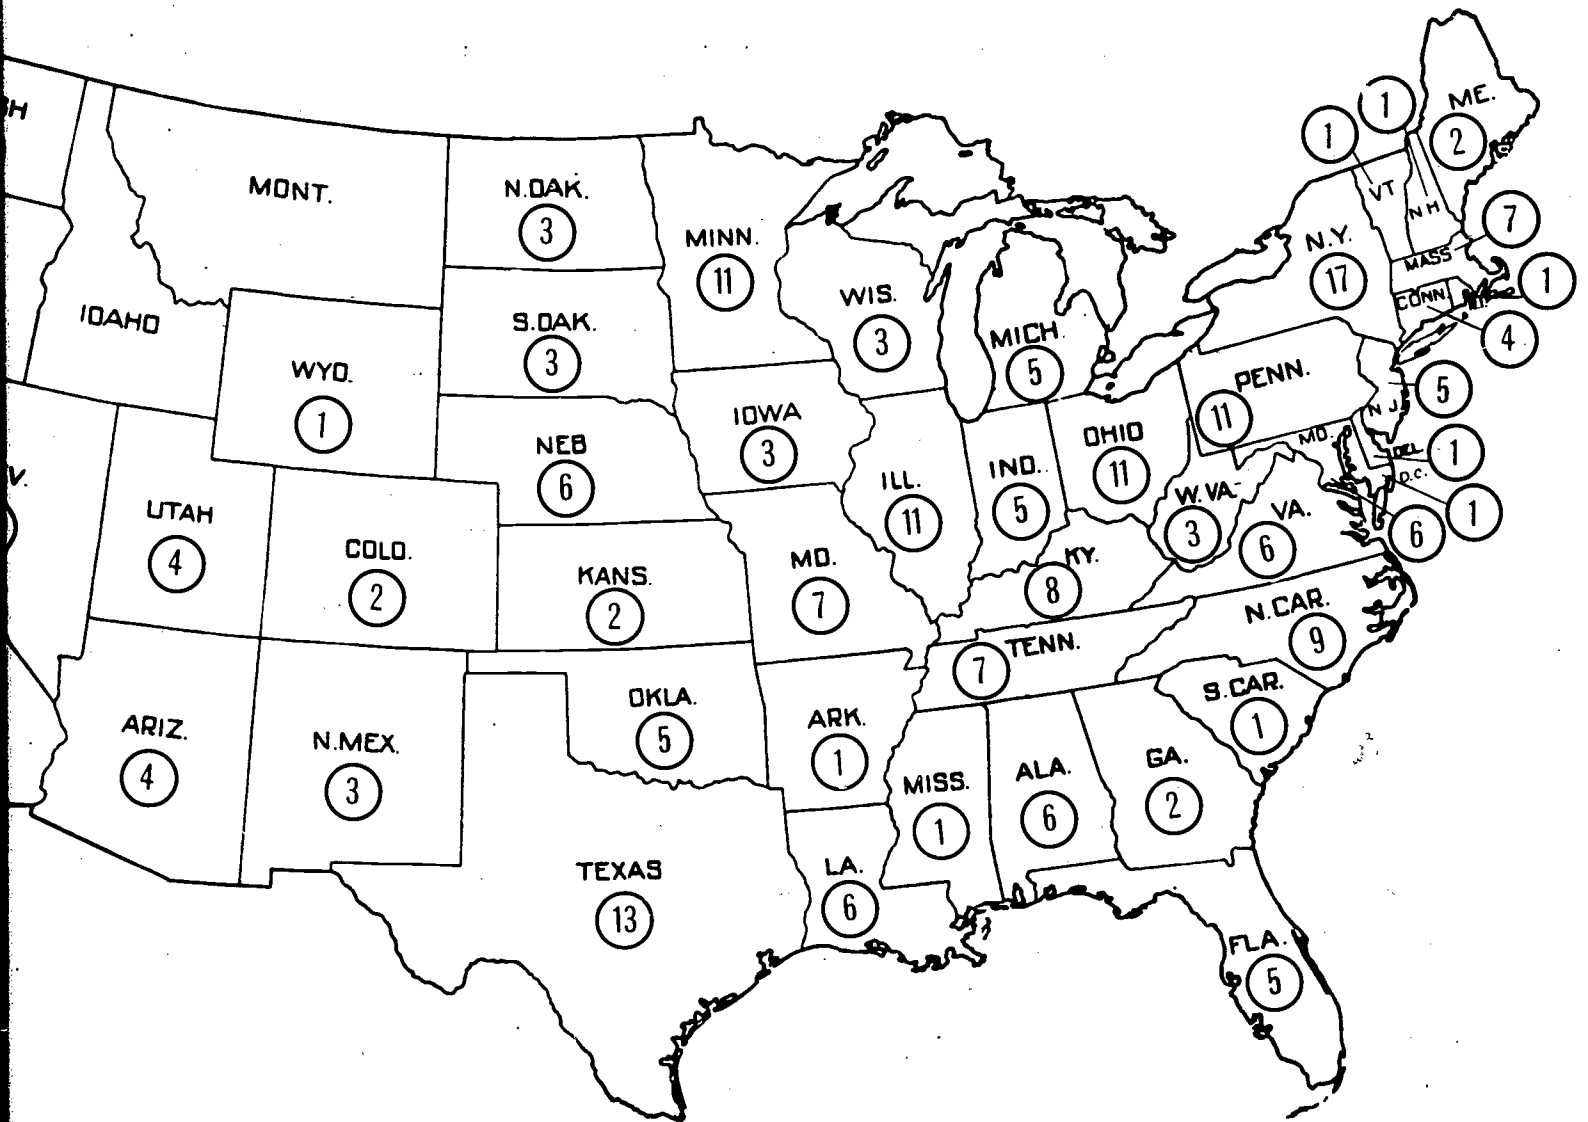 H
MONT.
IDAHO
WYO.
1
UTAH
4
COLO.
2
ARIZ.
4
N.MEX.
3
N.DAK.
3
S.DAK.
3
NEB
6
KANS.
2
OKLA.
5
TEXAS
13
MINN.
11
IOWA
3
MO.
7
ARK.
1
LA.
6
WIS.
3
ILL.
11
MICH.
5
IND.
5
OHIO
11
KY.
8
TENN.
7
MISS.
1
ALA.
6
GA.
2
FLA.
5
S.CAR.
1
N.CAR.
9
VA.
6
W.VA.
3
PENN.
11
N.Y.
17
VT
1
N H
1
ME.
2
MASS
7
R.I.
1
CONN.
4
N J
5
DEL
1
D.C.
1
MD.
6
V.